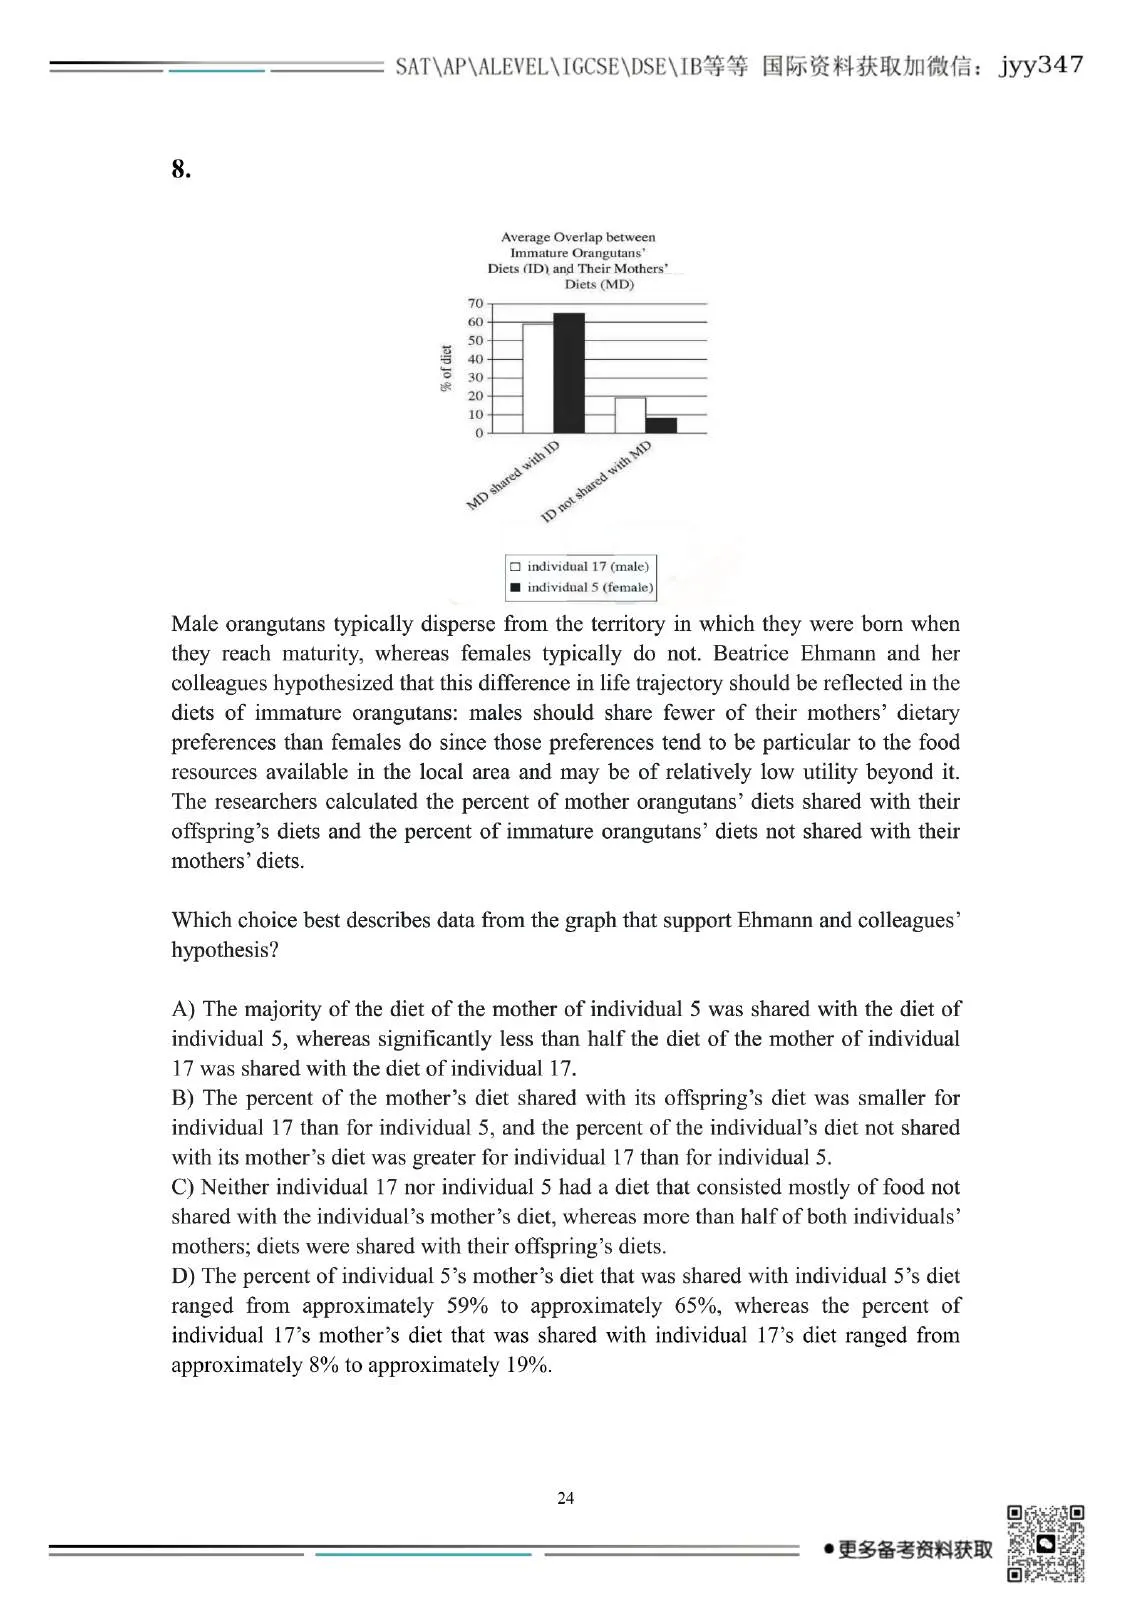 SAT\AP\ALEVEL\IGCSE\DSE\IB等等 国际资料获取加微信：jyy347
8.
Average Overlap between
Immature Orangutans'
Diets (ID) and Their Mothers'
Diets (MD)
% of diet
70
60
50
40
30
20
10
0
MD shared with ID
ID not shared with MD
individual 17 (male)
individual 5 (female)
Male orangutans typically disperse from the territory in which they were born when
they reach maturity, whereas females typically do not. Beatrice Ehmann and her
colleagues hypothesized that this difference in life trajectory should be reflected in the
diets of immature orangutans: males should share fewer of their mothers' dietary
preferences than females do since those preferences tend to be particular to the food
resources available in the local area and may be of relatively low utility beyond it.
The researchers calculated the percent of mother orangutans' diets shared with their
offspring's diets and the percent of immature orangutans' diets not shared with their
mothers' diets.
Which choice best describes data from the graph that support Ehmann and colleagues'
hypothesis?
A) The majority of the diet of the mother of individual 5 was shared with the diet of
individual 5, whereas significantly less than half the diet of the mother of individual
17 was shared with the diet of individual 17.
B) The percent of the mother's diet shared with its offspring's diet was smaller for
individual 17 than for individual 5, and the percent of the individual's diet not shared
with its mother's diet was greater for individual 17 than for individual 5.
C) Neither individual 17 nor individual 5 had a diet that consisted mostly of food not
shared with the individual's mother's diet, whereas more than half of both individuals'
mothers; diets were shared with their offspring's diets.
D) The percent of individual 5's mother's diet that was shared with individual 5's diet
ranged from approximately 59% to approximately 65%, whereas the percent of
individual 17's mother's diet that was shared with individual 17's diet ranged from
approximately 8% to approximately 19%.
24
●更多备考资料获取